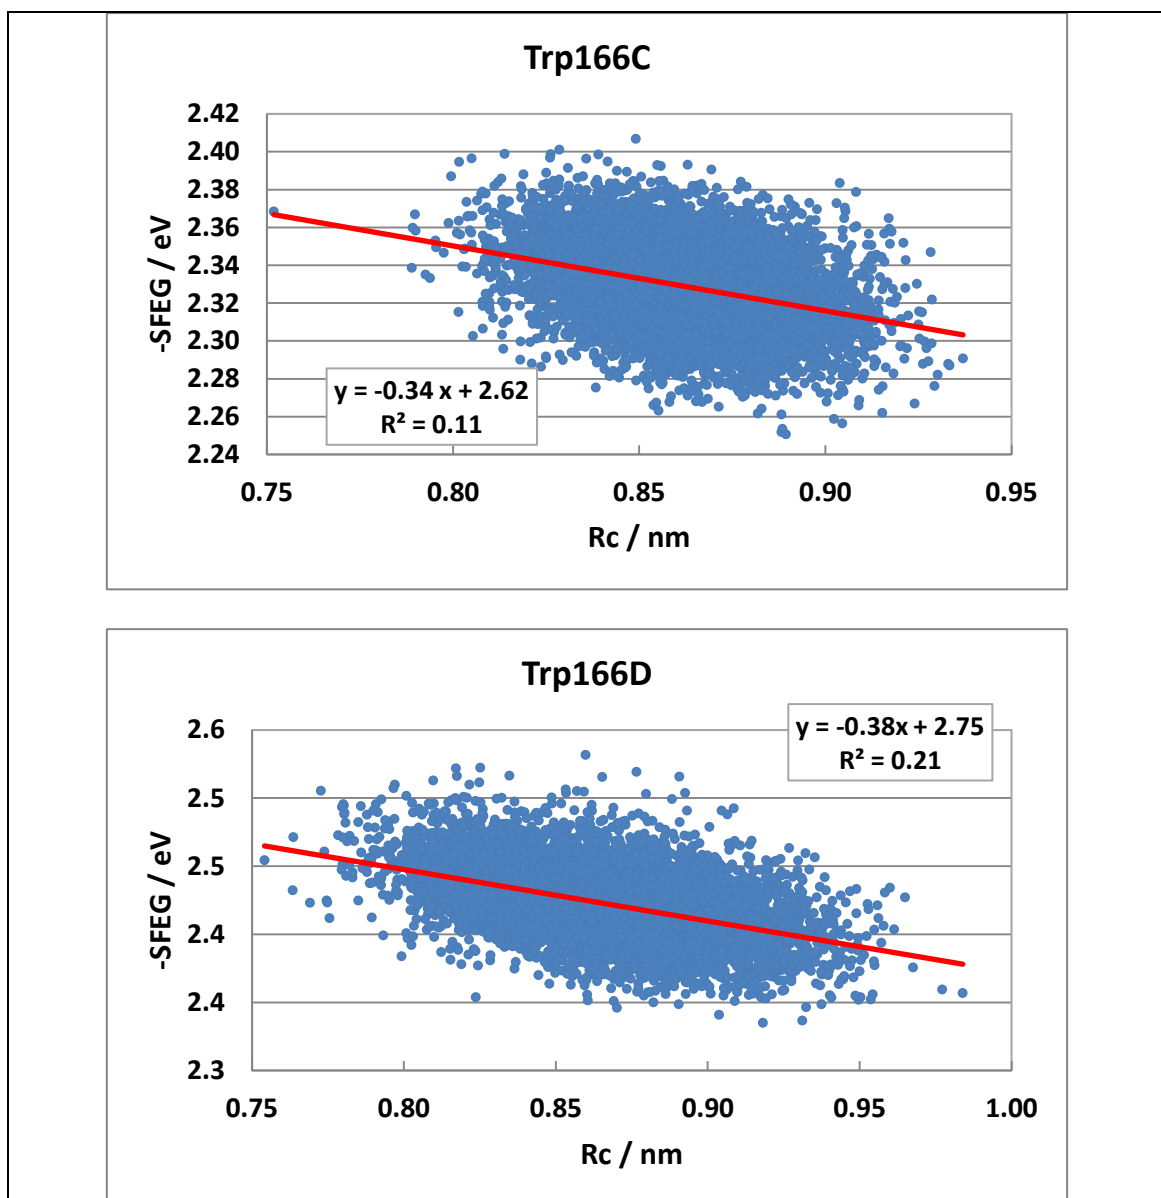 Trp166C
2.42
2.40
2.38
2.36
2.34
2.32
2.30
2.28
2.26
2.24
-SFEG / eV
y = -0.34 x + 2.62
R² = 0.11
0.75 0.80 0.85 0.90 0.95
Rc / nm
Trp166D
2.6
2.5
2.5
2.4
2.4
2.3
-SFEG / eV
y = -0.38x + 2.75
R² = 0.21
0.75 0.80 0.85 0.90 0.95 1.00
Rc / nm